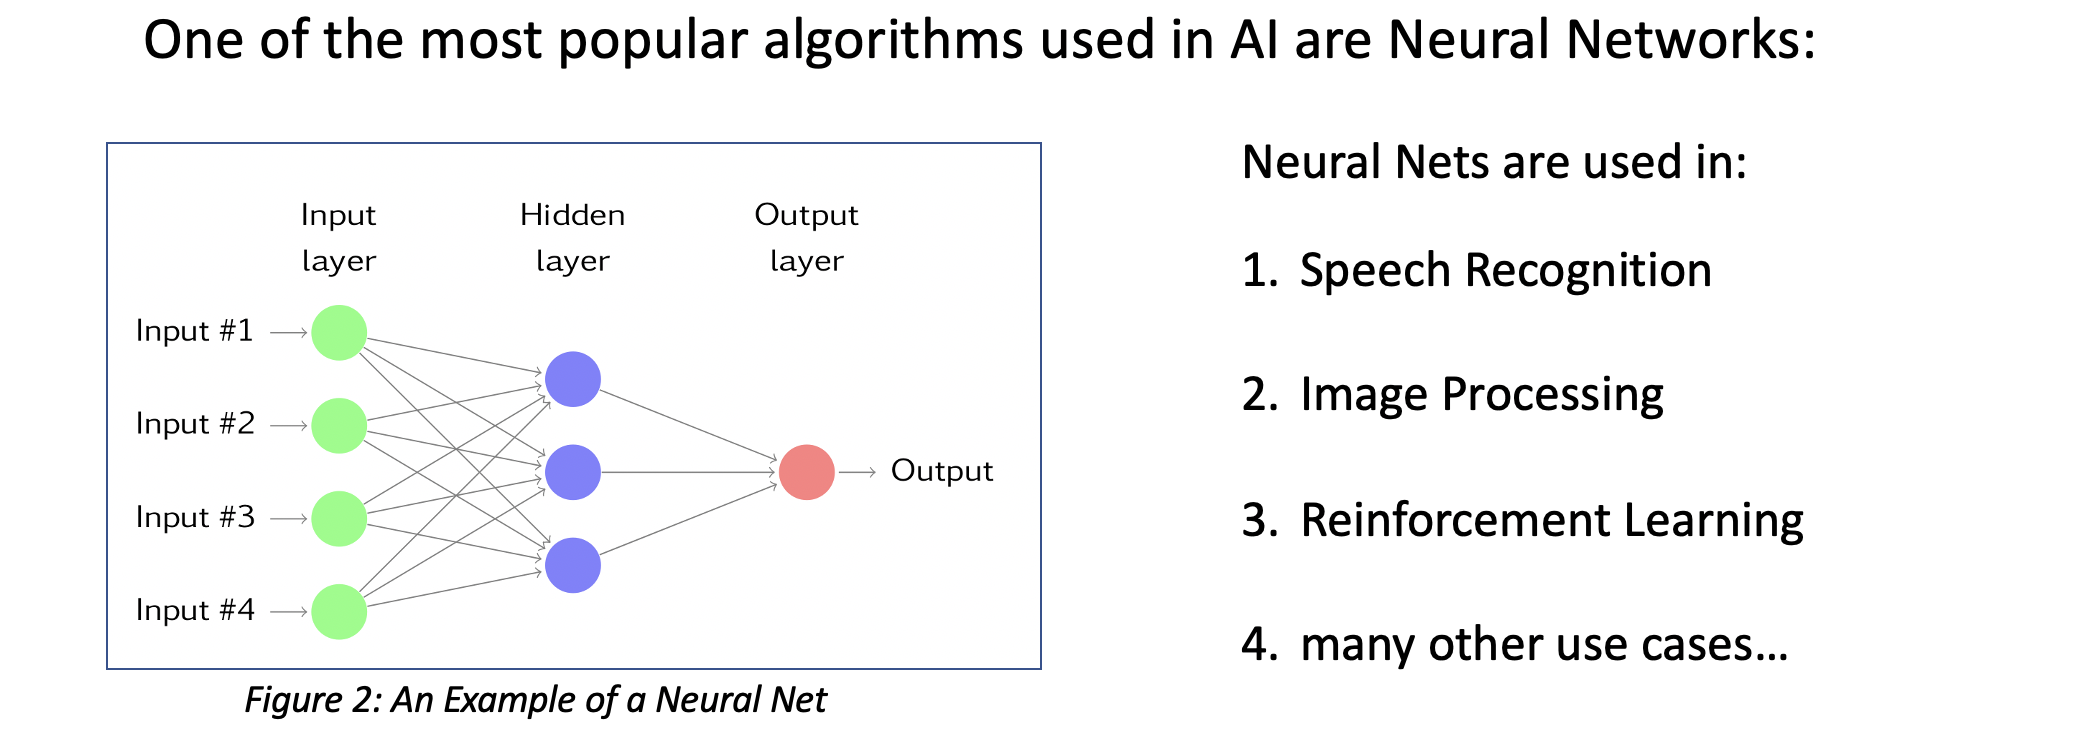 One of the most popular algorithms used in AI are Neural Networks:
Input
layer
Hidden
layer
Output
layer
Input #1
Input #2
Input #3
Input #4
Output
Figure 2: An Example of a Neural Net
Neural Nets are used in:
1. Speech Recognition
2. Image Processing
3. Reinforcement Learning
4. many other use cases...